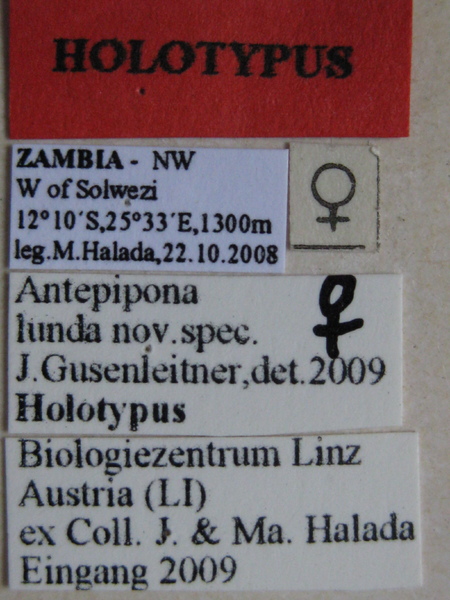 HOLOTYPUS
ZAMBIA - NW
W of Solwezi
12°10´S,25°33´E,1300m
leg.M.Halada,22.10.2008
♀
Antepipona
lunda nov.spec. ♀
J.Gusenleitner,det.2009
Holotypus
Biologiezentrum Linz
Austria (LI)
ex Coll. J. & Ma. Halada
Eingang 2009